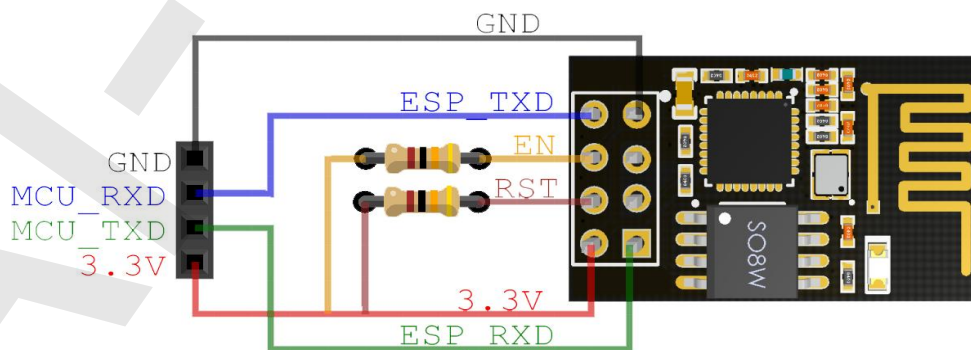 GND
ESP_TXD
EN
RST
GND
MCU_RXD
MCU_TXD
3.3V
3.3V
ESP_RXD
SO8W